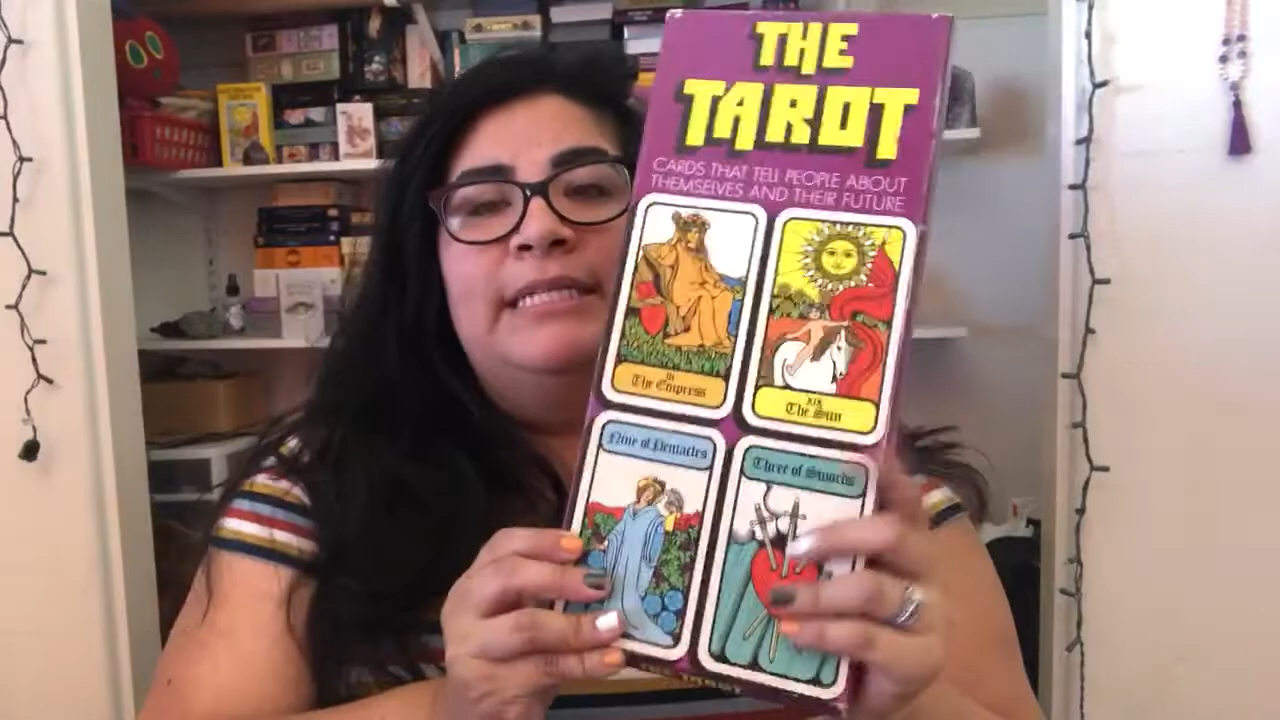 THE
TAROT
CARDS THAT TELL PEOPLE ABOUT
THEMSELVES AND THEIR FUTURE
III
The Empress
XIX
The Sun
Nine of Pentacles
Three of Swords